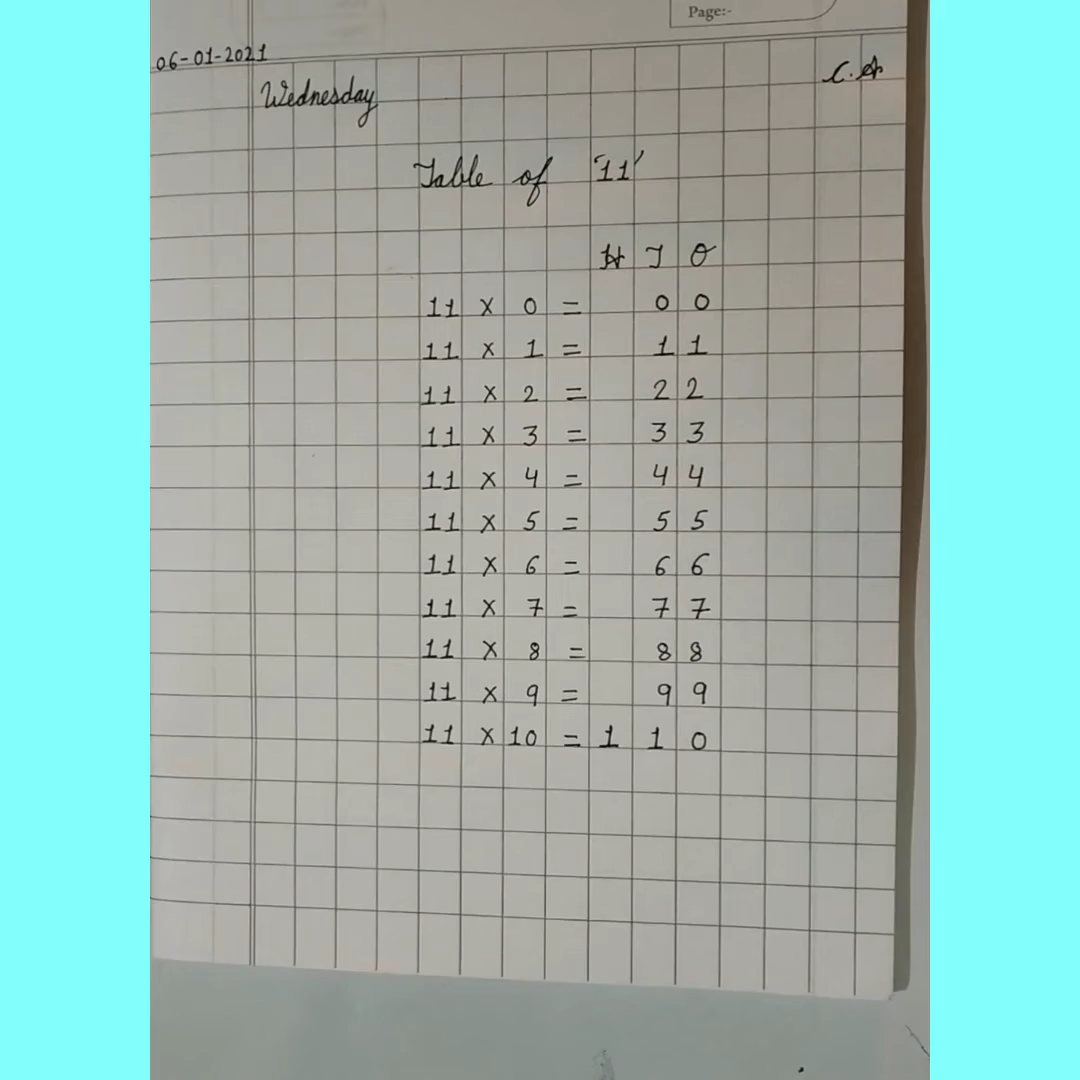 Page:-
06-01-2021
C.A
Wednesday
Table of '11'
H T O
11 × 0 = 0 0
11 × 1 = 1 1
11 × 2 = 2 2
11 × 3 = 3 3
11 × 4 = 4 4
11 × 5 = 5 5
11 × 6 = 6 6
11 × 7 = 7 7
11 × 8 = 8 8
11 × 9 = 9 9
11 × 10 = 1 1 0